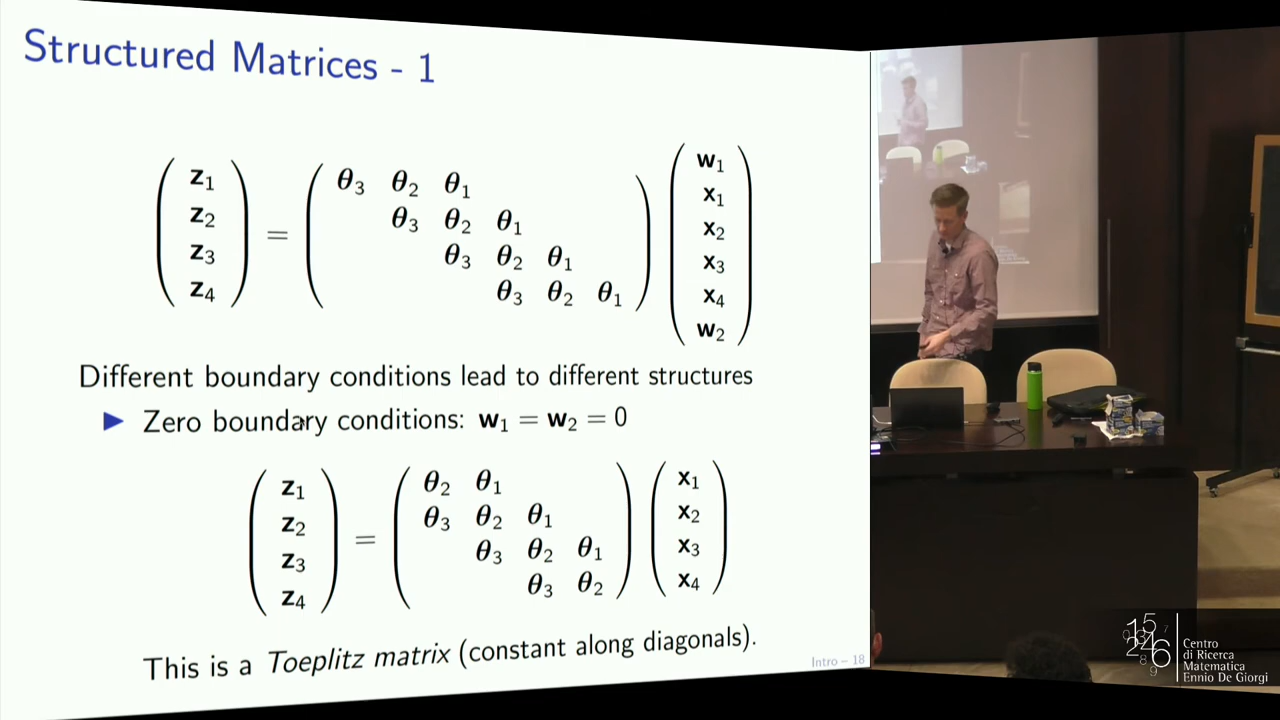 Structured Matrices - 1
z₁ θ₃ θ₂ θ₁ w₁
z₂ θ₃ θ₂ θ₁ x₁
z₃ = θ₃ θ₂ θ₁ x₂
z₄ θ₃ θ₂ θ₁ x₃
x₄
w₂
Different boundary conditions lead to different structures
▶ Zero boundary conditions: w₁ = w₂ = 0
z₁ θ₂ θ₁ x₁
z₂ θ₃ θ₂ θ₁ x₂
z₃ = θ₃ θ₂ θ₁ x₃
z₄ θ₃ θ₂ x₄
This is a Toeplitz matrix (constant along diagonals).
Intro – 18
Centro
di Ricerca
Matematica
Ennio De Giorgi